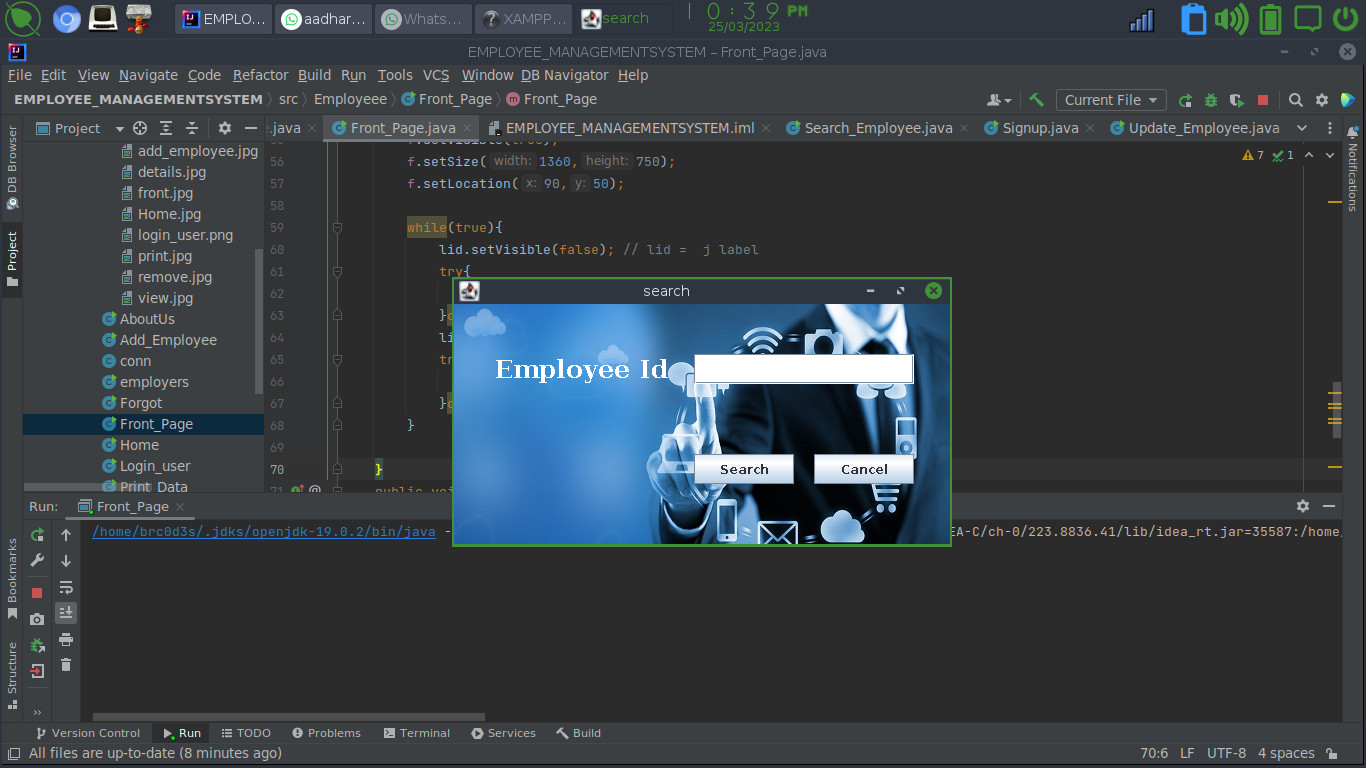 EMPLO...
aadhar...
Whats...
XAMPP...
search
0:39 PM
25/03/2023
EMPLOYEE_MANAGEMENTSYSTEM – Front_Page.java
File Edit View Navigate Code Refactor Build Run Tools VCS Window DB Navigator Help
EMPLOYEE_MANAGEMENTSYSTEM src Employeee Front_Page Front_Page
Current File
Project
.java Front_Page.java EMPLOYEE_MANAGEMENTSYSTEM.iml Search_Employee.java Signup.java Update_Employee.java
DB Browser
Project
Bookmarks
Structure
Notifications
add_employee.jpg
details.jpg
front.jpg
Home.jpg
login_user.png
print.jpg
remove.jpg
view.jpg
AboutUs
Add_Employee
conn
employers
Forgot
Front_Page
Home
Login_user
Print_Data
7 1
56 f.setSize( width: 1360, height: 750);
57 f.setLocation( x: 90, y: 50);
58
59 while(true){
60 lid.setVisible(false); // lid =  j label
61 try{
62
63 }
64 li
65 tr
66
67 }
68 }
69
70 }
71 public voi
search
Employee Id
Search Cancel
Run: Front_Page
/home/brc0d3s/.jdks/openjdk-19.0.2/bin/java -
EA-C/ch-0/223.8836.41/lib/idea_rt.jar=35587:/home/
Version Control Run TODO Problems Terminal Services Build
All files are up-to-date (8 minutes ago)
70:6 LF UTF-8 4 spaces